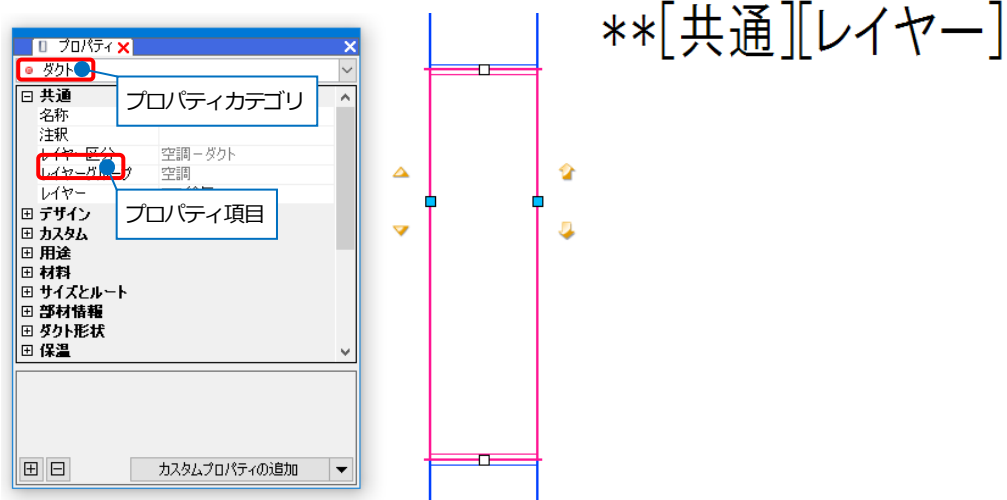 プロパティ
ダクト
プロパティカテゴリ
共通
名称
注釈
レイヤー区分 空調－ダクト
レイヤーグループ 空調
レイヤー
プロパティ項目
デザイン
カスタム
用途
材料
サイズとルート
部材情報
ダクト形状
保温
カスタムプロパティの追加
**[共通][レイヤー]